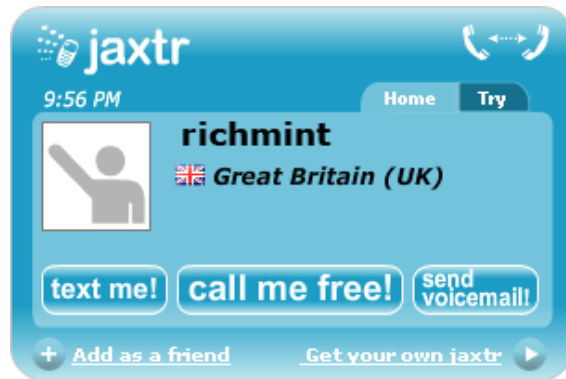 jaxtr
9:56 PM
Home Try
richmint
Great Britain (UK)
text me! call me free! send voicemail!
Add as a friend Get your own jaxtr